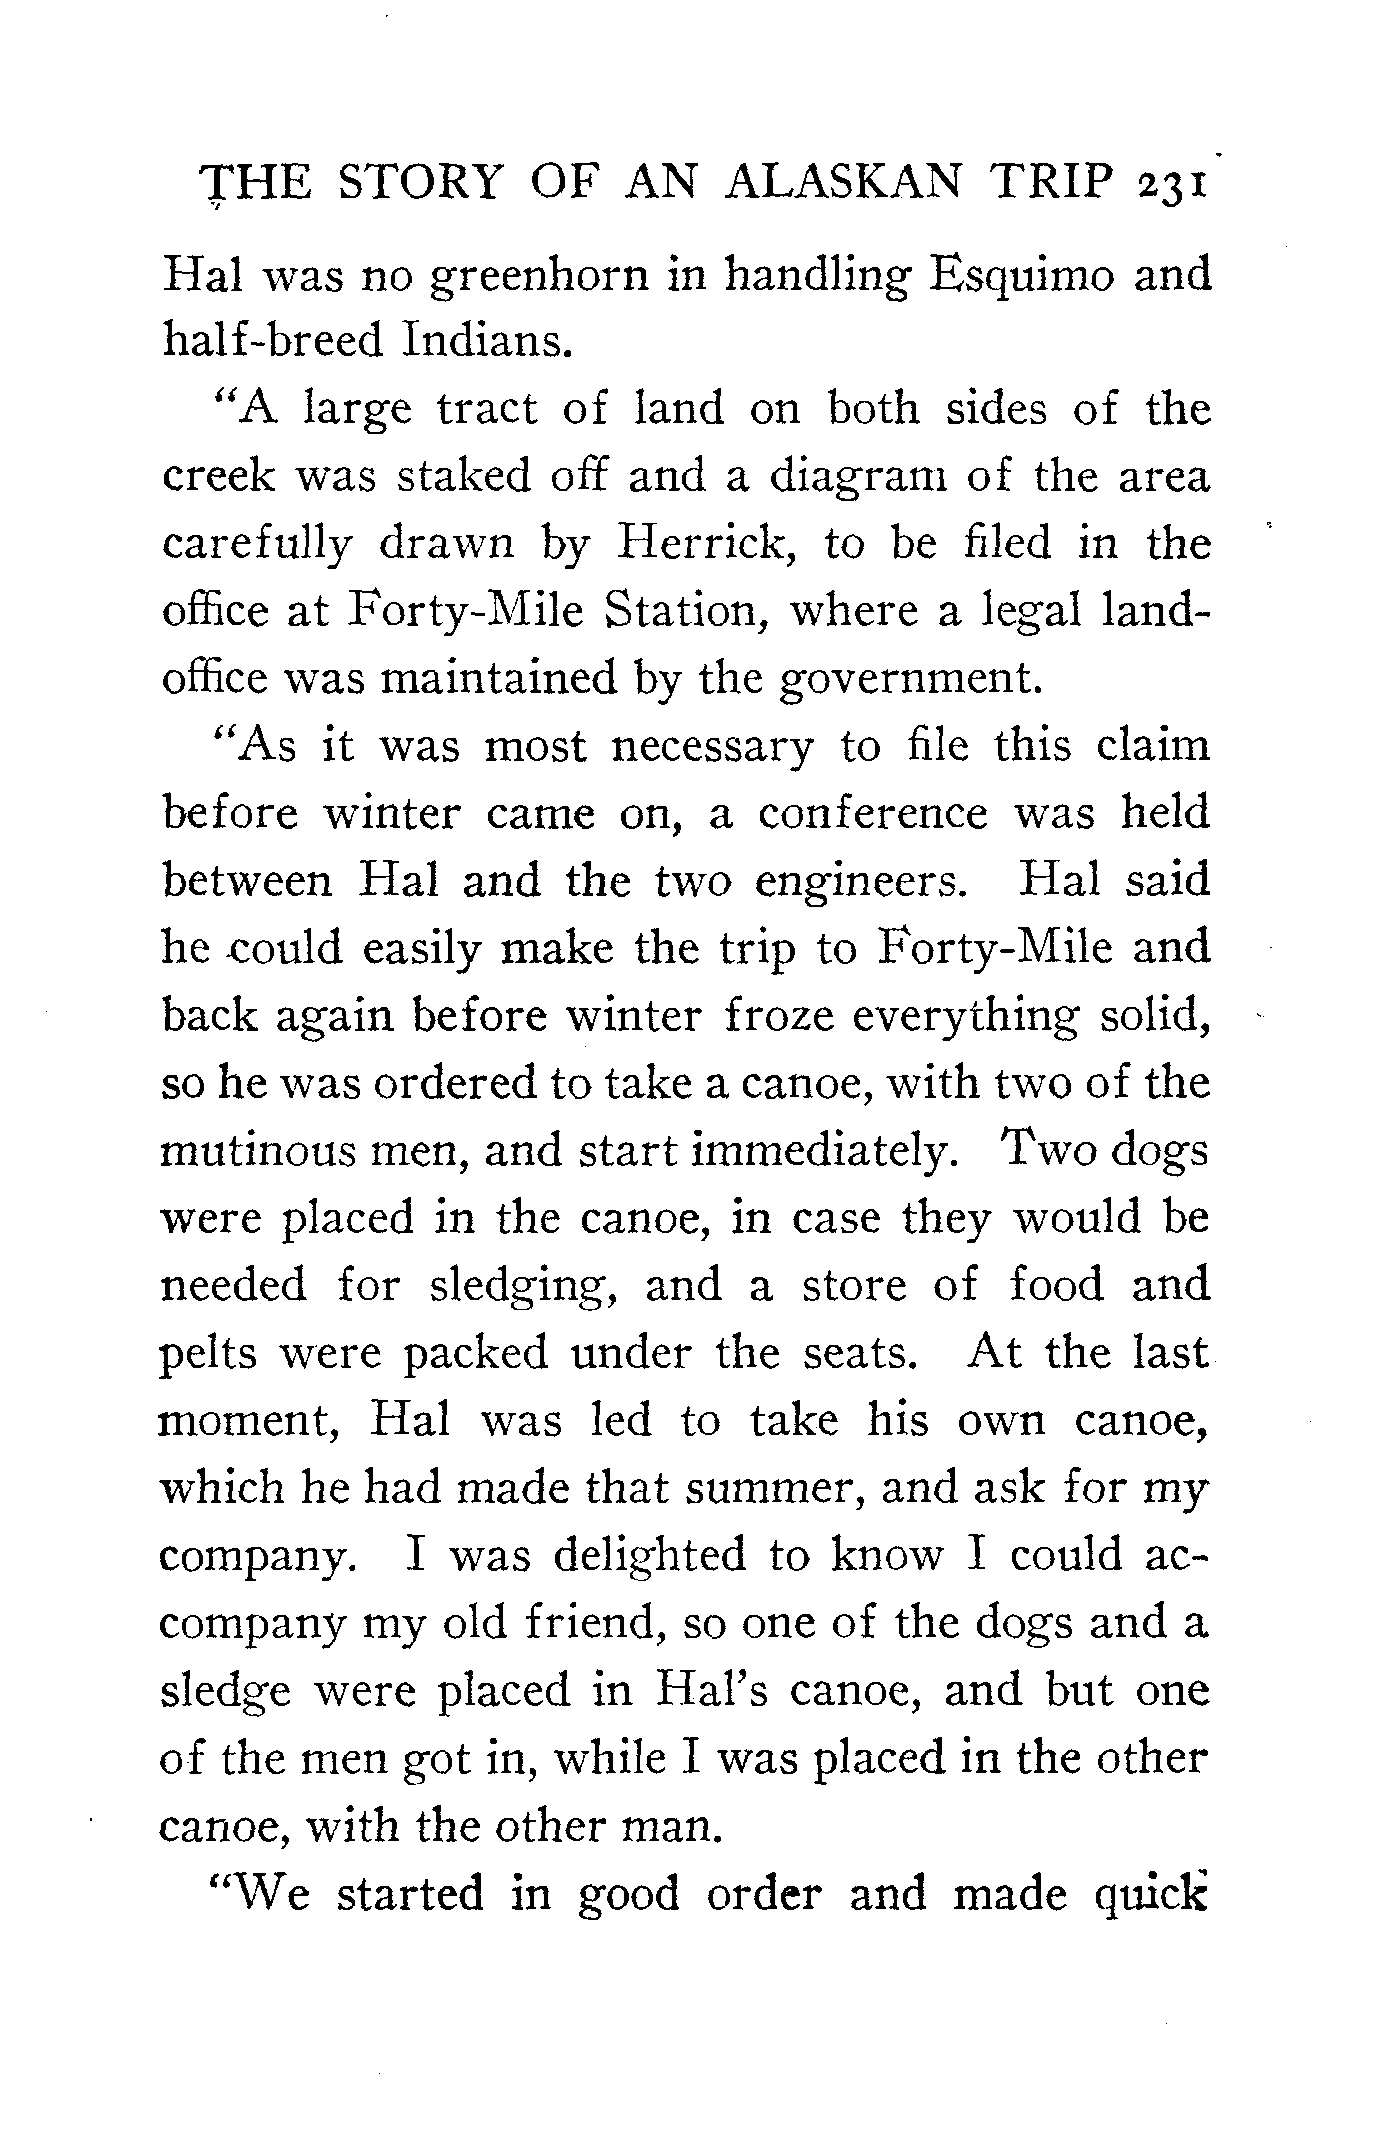 THE STORY OF AN ALASKAN TRIP 231
Hal was no greenhorn in handling Esquimo and
half-breed Indians.
"A large tract of land on both sides of the
creek was staked off and a diagram of the area
carefully drawn by Herrick, to be filed in the
office at Forty-Mile Station, where a legal land-
office was maintained by the government.
"As it was most necessary to file this claim
before winter came on, a conference was held
between Hal and the two engineers. Hal said
he could easily make the trip to Forty-Mile and
back again before winter froze everything solid,
so he was ordered to take a canoe, with two of the
mutinous men, and start immediately. Two dogs
were placed in the canoe, in case they would be
needed for sledging, and a store of food and
pelts were packed under the seats. At the last
moment, Hal was led to take his own canoe,
which he had made that summer, and ask for my
company. I was delighted to know I could ac-
company my old friend, so one of the dogs and a
sledge were placed in Hal's canoe, and but one
of the men got in, while I was placed in the other
canoe, with the other man.
"We started in good order and made quick